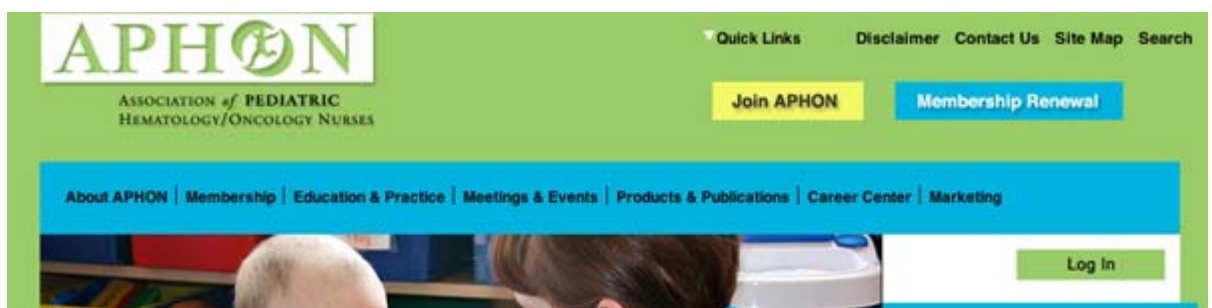 APHON
ASSOCIATION of PEDIATRIC
HEMATOLOGY/ONCOLOGY NURSES
Quick Links Disclaimer Contact Us Site Map Search
Join APHON Membership Renewal
About APHON | Membership | Education & Practice | Meetings & Events | Products & Publications | Career Center | Marketing
Log In